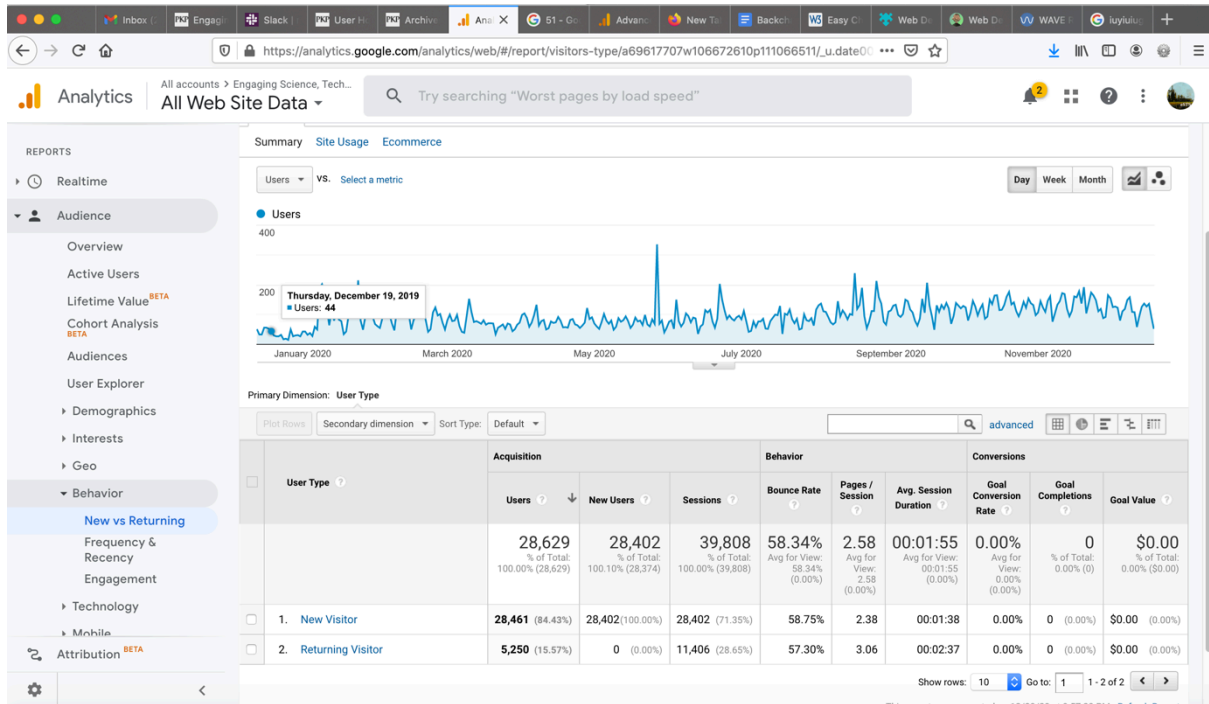 Inbox (
PKP Engagin
Slack |
PKP User H
PKP Archive
Anal
51 - Go
Advanc
New Ta
Backch
W3 Easy C
Web De
Web De
WAVE R
iuyiuiug
https://analytics.google.com/analytics/web/#/report/visitors-type/a69617707w106672610p111066511/_u.date00
Analytics
All accounts > Engaging Science, Tech...
All Web Site Data
Try searching "Worst pages by load speed"
2
REPORTS
Realtime
Audience
Overview
Active Users
Lifetime Value BETA
Cohort Analysis
BETA
Audiences
User Explorer
Demographics
Interests
Geo
Behavior
New vs Returning
Frequency &
Recency
Engagement
Technology
Mobile
Attribution BETA
Summary Site Usage Ecommerce
Users VS. Select a metric
Day Week Month
Users
400
200
Thursday, December 19, 2019
Users: 44
January 2020 March 2020 May 2020 July 2020 September 2020 November 2020
Primary Dimension: User Type
Plot Rows Secondary dimension Sort Type: Default advanced
Acquisition Behavior Conversions
User Type ? Users ? New Users ? Sessions ? Bounce Rate ? Pages / Session ? Avg. Session Duration ? Goal Conversion Rate ? Goal Completions ? Goal Value ?
28,629 28,402 39,808 58.34% 2.58 00:01:55 0.00% 0 $0.00
% of Total: 100.00% (28,629) % of Total: 100.10% (28,374) % of Total: 100.00% (39,808) Avg for View: 58.34% (0.00%) Avg for View: 2.58 (0.00%) Avg for View: 00:01:55 (0.00%) Avg for View: 0.00% (0.00%) % of Total: 0.00% (0) % of Total: 0.00% ($0.00)
1. New Visitor 28,461 (84.43%) 28,402(100.00%) 28,402 (71.35%) 58.75% 2.38 00:01:38 0.00% 0 (0.00%) $0.00 (0.00%)
2. Returning Visitor 5,250 (15.57%) 0 (0.00%) 11,406 (28.65%) 57.30% 3.06 00:02:37 0.00% 0 (0.00%) $0.00 (0.00%)
Show rows: 10 Go to: 1 1 - 2 of 2